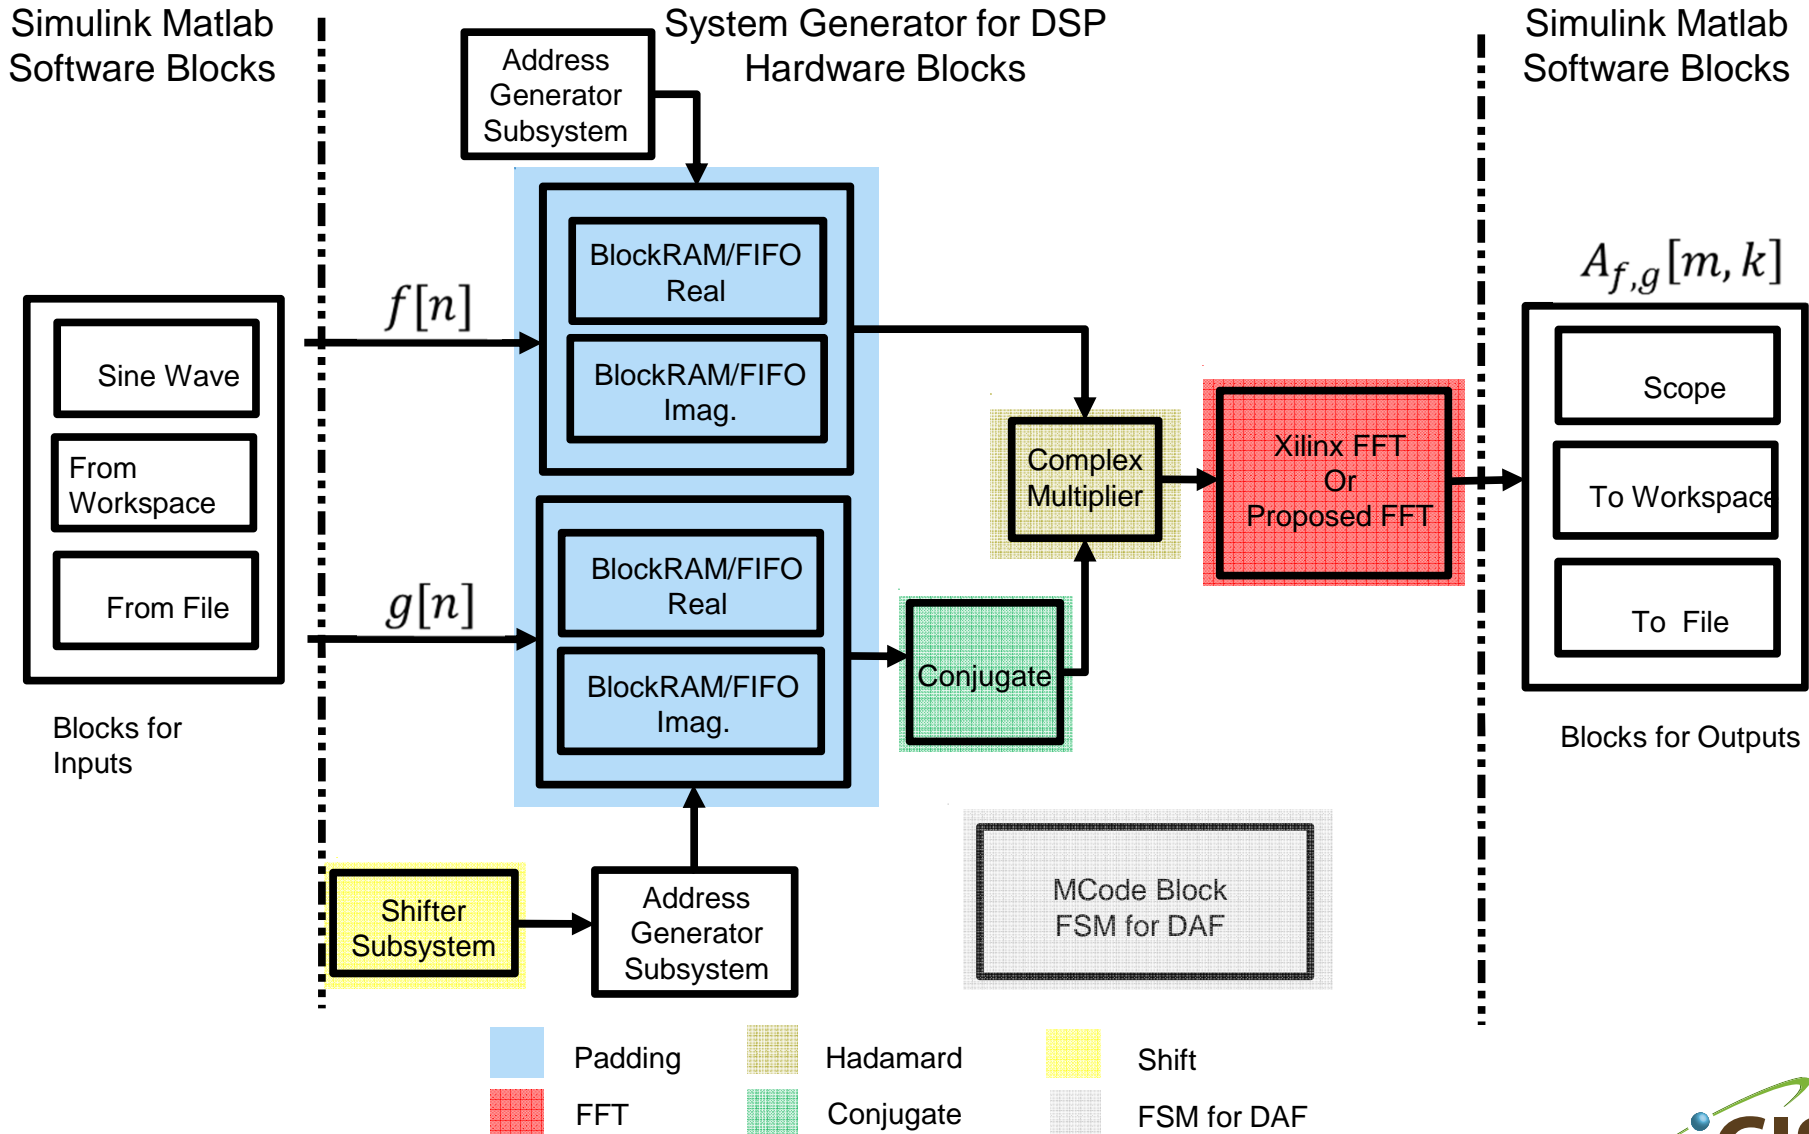 Simulink Matlab
Software Blocks
System Generator for DSP
Hardware Blocks
Simulink Matlab
Software Blocks
Address
Generator
Subsystem
BlockRAM/FIFO
Real
BlockRAM/FIFO
Imag.
f[n]
Sine Wave
From
Workspace
From File
Blocks for
Inputs
g[n]
BlockRAM/FIFO
Real
BlockRAM/FIFO
Imag.
Conjugate
Complex
Multiplier
Xilinx FFT
Or
Proposed FFT
A_{f,g}[m, k]
Scope
To Workspace
To File
Blocks for Outputs
Shifter
Subsystem
Address
Generator
Subsystem
MCode Block
FSM for DAF
Padding
Hadamard
Shift
FFT
Conjugate
FSM for DAF